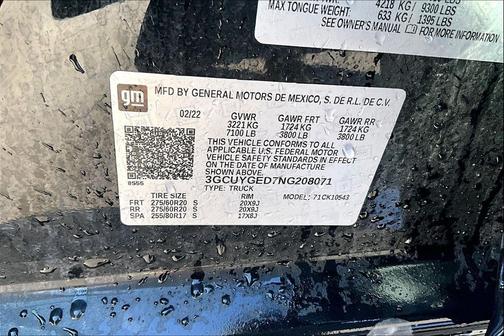 4218 KG / 9300 LBS
MAX TONGUE WEIGHT: 633 KG / 1395 LBS
SEE OWNER'S MANUAL FOR MORE INFORMATION
gm
MFD BY GENERAL MOTORS DE MEXICO, S. DE R.L. DE C.V.
02/22 GVWR GAWR FRT GAWR RR
3221 KG 1724 KG 1724 KG
7100 LB 3800 LB 3800 LB
THIS VEHICLE CONFORMS TO ALL
APPLICABLE U.S. FEDERAL MOTOR
VEHICLE SAFETY STANDARDS IN
EFFECT ON THE DATE OF MANUFACTURE
SHOWN ABOVE.
3GCUYGED7NG208071
TYPE: TRUCK MODEL: 71CK10543
TIRE SIZE RIM
FRT 275/60R20 S 20X9J
RR 275/60R20 S 20X9J
SPA 255/80R17 S 17X8J